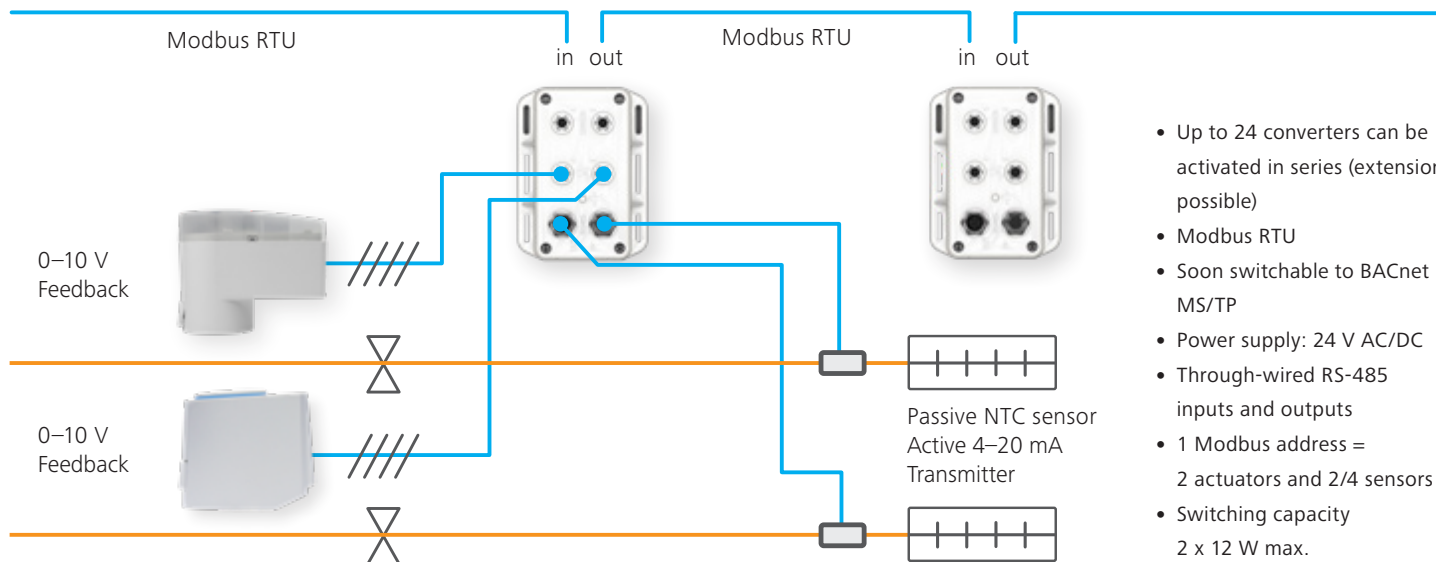 Modbus RTU
Modbus RTU
in out
in out
0–10 V
Feedback
0–10 V
Feedback
Passive NTC sensor
Active 4–20 mA
Transmitter
• Up to 24 converters can be
activated in series (extension
possible)
• Modbus RTU
• Soon switchable to BACnet
MS/TP
• Power supply: 24 V AC/DC
• Through-wired RS-485
inputs and outputs
• 1 Modbus address =
2 actuators and 2/4 sensors
• Switching capacity
2 x 12 W max.